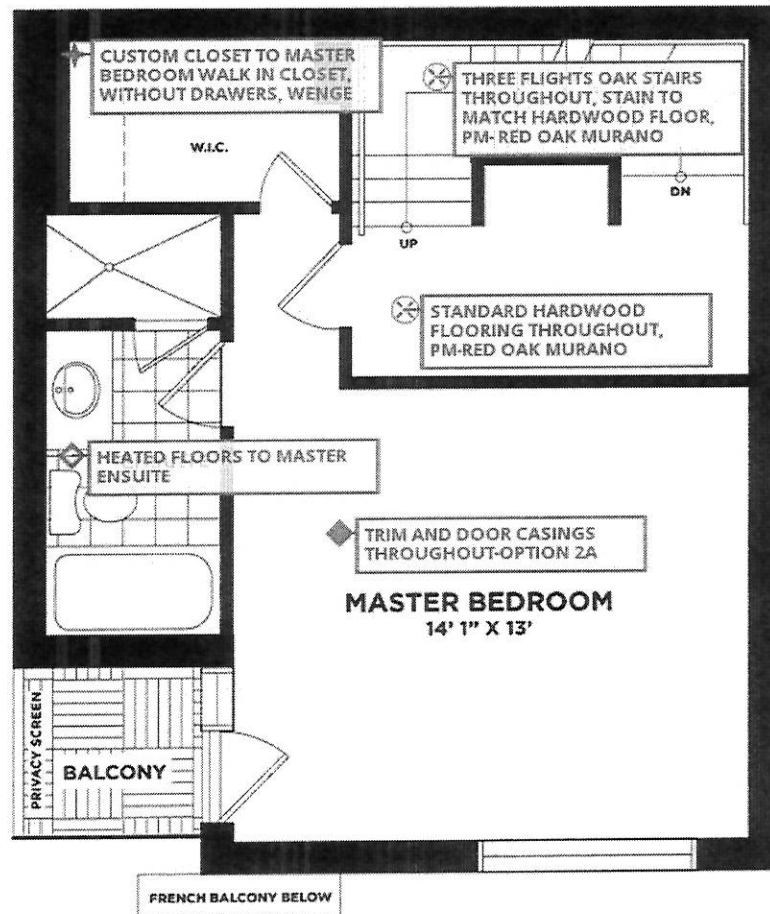 CUSTOM CLOSET TO MASTER
BEDROOM WALK IN CLOSET,
WITHOUT DRAWERS, WENGE
THREE FLIGHTS OAK STAIRS
THROUGHOUT, STAIN TO
MATCH HARDWOOD FLOOR,
PM-RED OAK MURANO
W.I.C.
DN
UP
STANDARD HARDWOOD
FLOORING THROUGHOUT,
PM-RED OAK MURANO
HEATED FLOORS TO MASTER
ENSUITE
TRIM AND DOOR CASINGS
THROUGHOUT-OPTION 2A
MASTER BEDROOM
14' 1" X 13'
PRIVACY SCREEN
BALCONY
FRENCH BALCONY BELOW